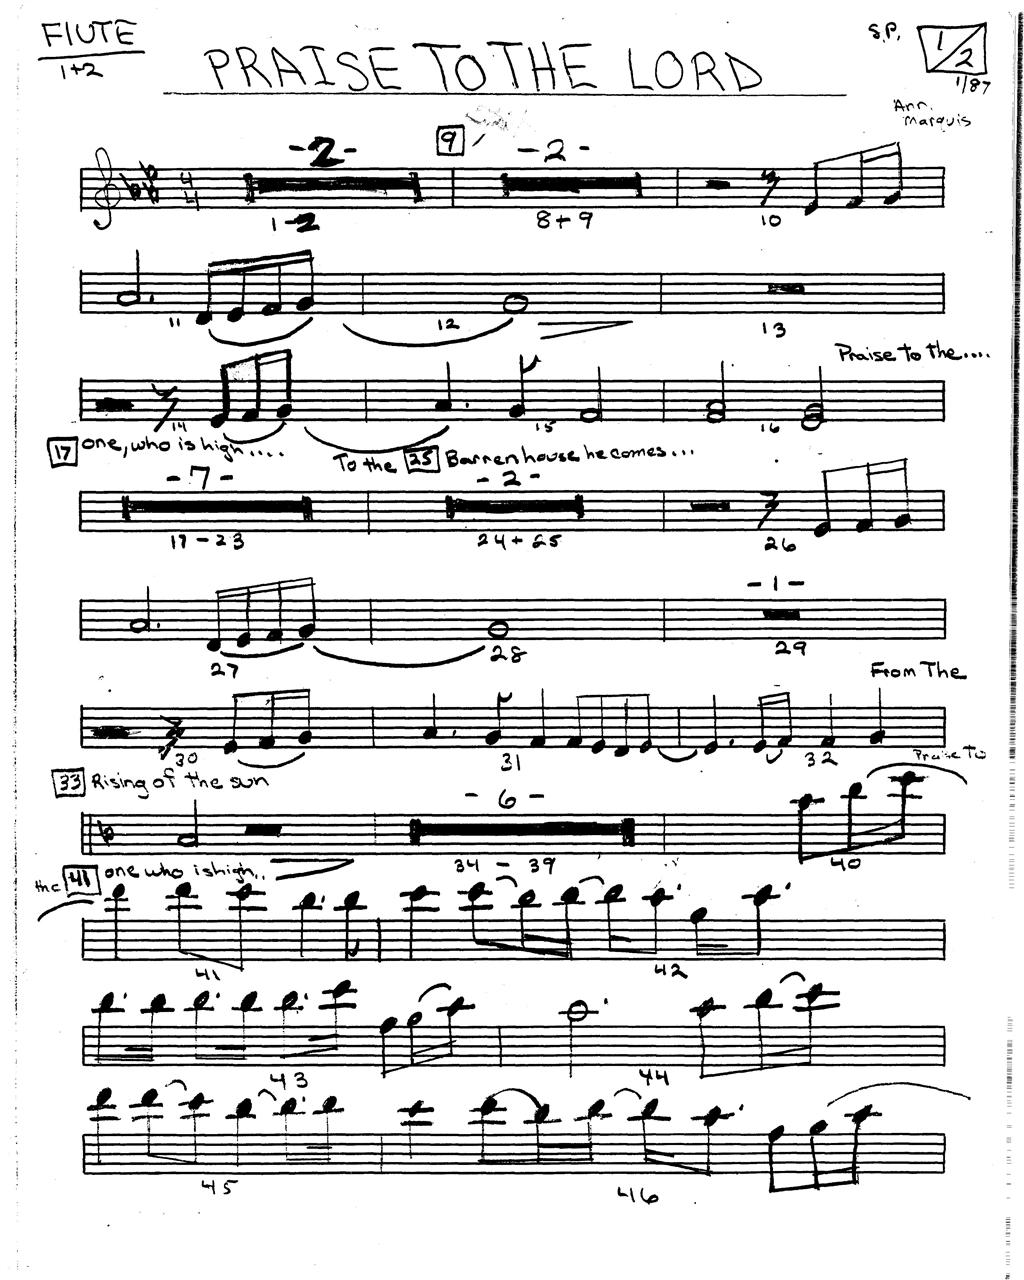 FlUTE
1+2
PRAISE TO THE LORD
S.P.
1/2
1/87
Arr.
Marquis
9
-2-
-2-
1-2
8+9
10
11
12
13
Praise to the....
14
15
16
17 one, who is high....
To the 25 Barren house he comes...
-7-
-2-
17-23
24+25
26
-1-
27
28
29
From The
30
31
32
Praise To
33 Rising of the sun
-6-
34 - 39
40
the 41 one who is high..
41
42
43
44
45
46